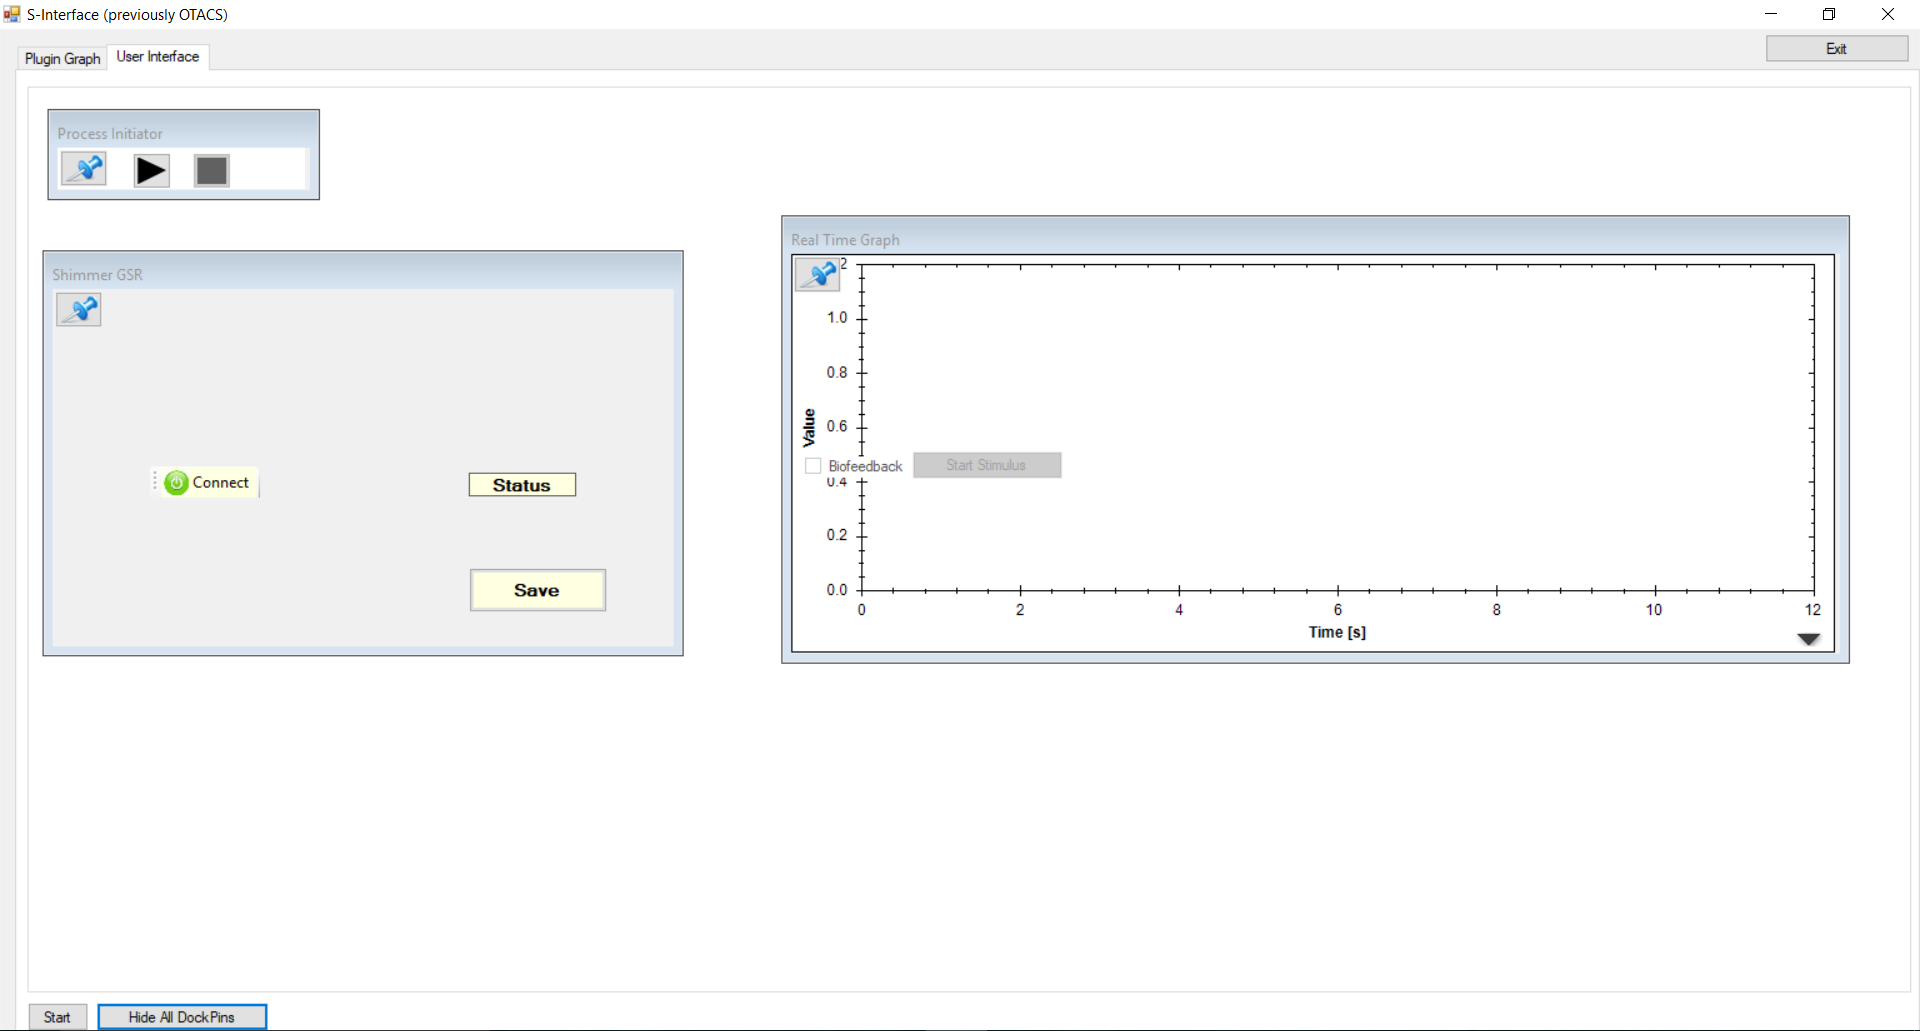 S-Interface (previously OTACS)
Plugin Graph
User Interface
Exit
Process Initiator
Shimmer GSR
Connect
Status
Save
Real Time Graph
2
1.0
0.8
0.6
0.4
0.2
0.0
Value
Biofeedback
Start Stimulus
0 2 4 6 8 10 12
Time [s]
Start
Hide All DockPins